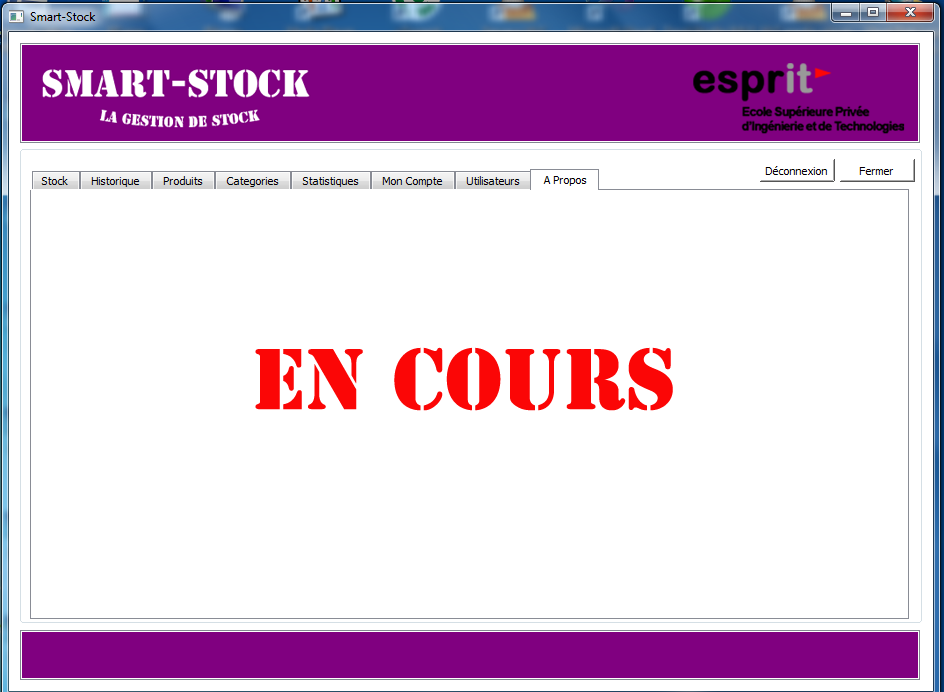 Smart-Stock
SMART-STOCK
LA GESTION DE STOCK
esprit
Ecole Supérieure Privée
d'Ingénierie et de Technologies
Déconnexion Fermer
Stock Historique Produits Categories Statistiques Mon Compte Utilisateurs A Propos
EN COURS